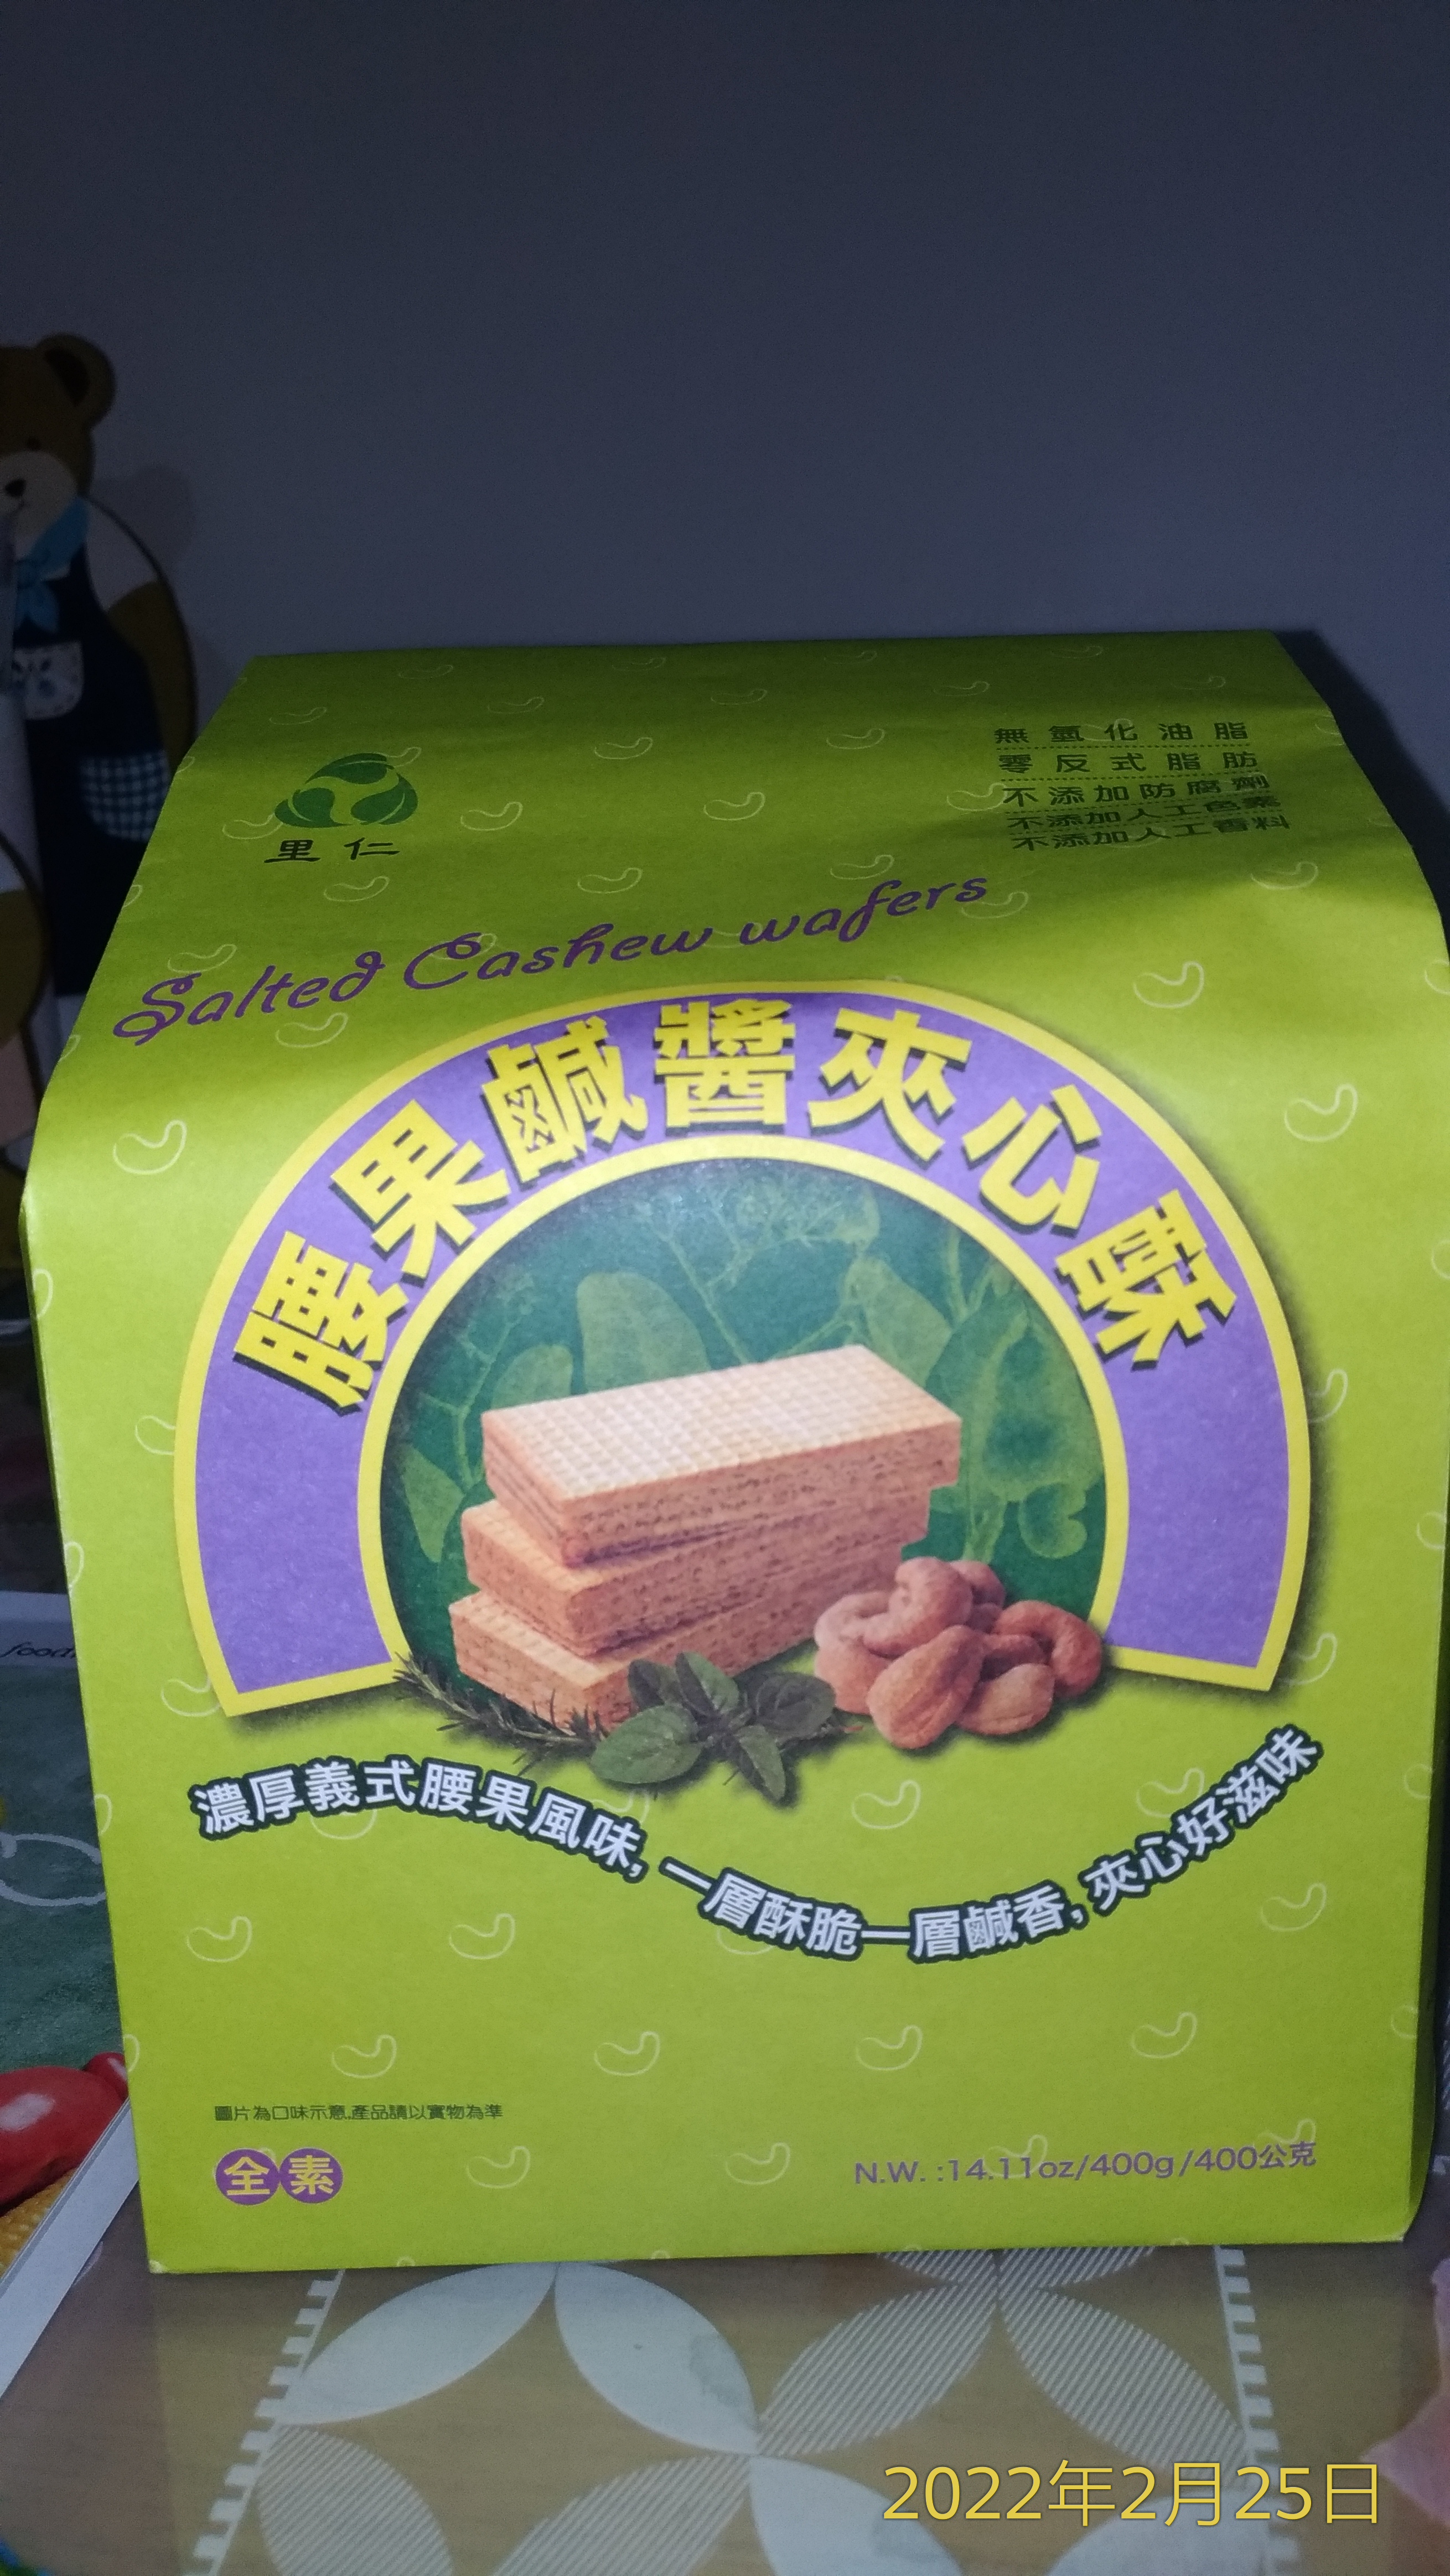 無氫化油脂
零反式脂肪
不添加防腐劑
不添加人工色素
不添加人工香料
里仁
Salted Cashew wafers
腰果鹹醬夾心酥
濃厚義式腰果風味, 一層酥脆一層鹹香, 夾心好滋味
圖片為口味示意,產品請以實物為準
全素
N.W. :14.11oz/400g/400公克
2022年2月25日